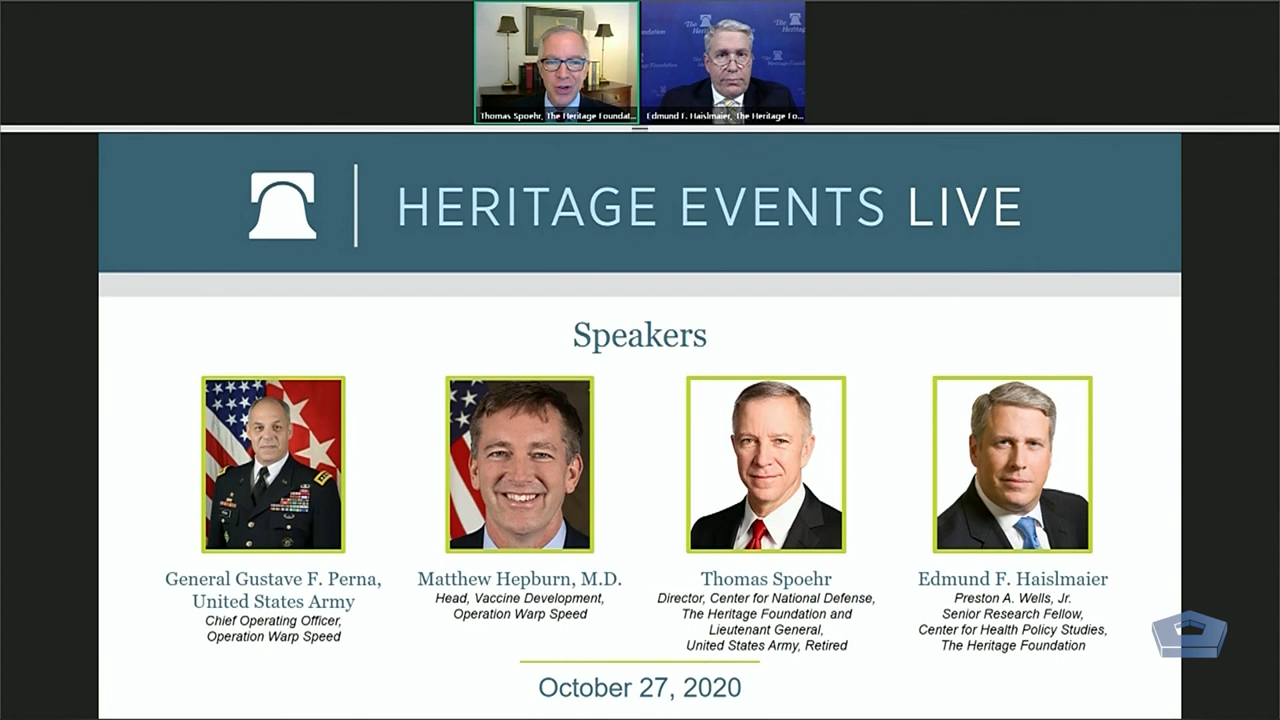 Thomas Spoehr, The Heritage Foundat...
Edmund F. Haislmaier, The Heritage Fo...
HERITAGE EVENTS LIVE
Speakers
General Gustave F. Perna,
United States Army
Chief Operating Officer,
Operation Warp Speed
Matthew Hepburn, M.D.
Head, Vaccine Development,
Operation Warp Speed
Thomas Spoehr
Director, Center for National Defense,
The Heritage Foundation and
Lieutenant General,
United States Army, Retired
Edmund F. Haislmaier
Preston A. Wells, Jr.
Senior Research Fellow,
Center for Health Policy Studies,
The Heritage Foundation
October 27, 2020